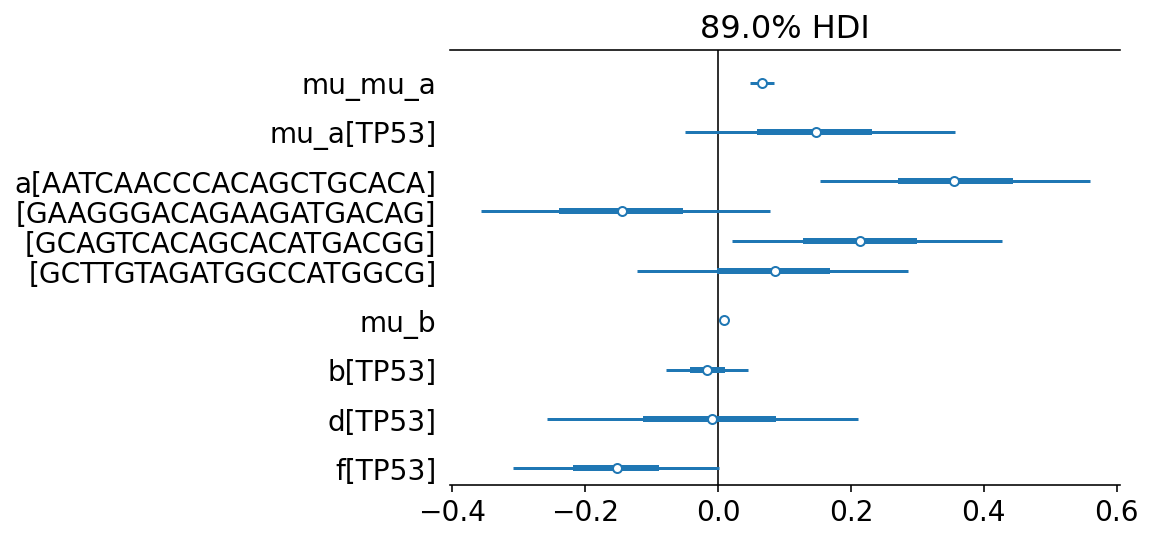 89.0% HDI
mu_mu_a
mu_a[TP53]
a[AATCAACCCACAGCTGCACA]
[GAAGGGACAGAAGATGACAG]
[GCAGTCACAGCACATGACGG]
[GCTTGTAGATGGCCATGGCG]
mu_b
b[TP53]
d[TP53]
f[TP53]
−0.4 −0.2 0.0 0.2 0.4 0.6